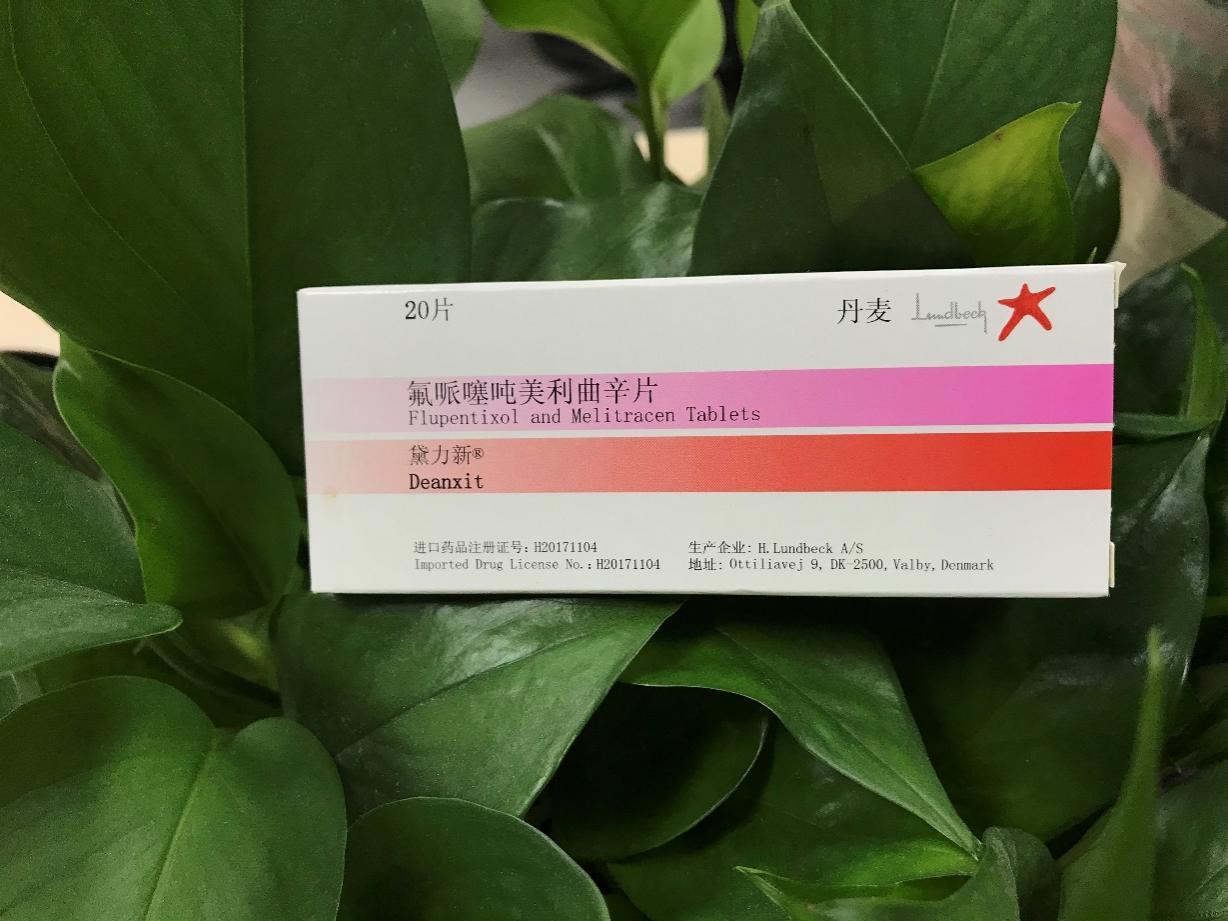 20片
丹麦 Lundbeck
氟哌噻吨美利曲辛片
Flupentixol and Melitracen Tablets
黛力新®
Deanxit
进口药品注册证号: H20171104
Imported Drug License No.: H20171104
生产企业: H.Lundbeck A/S
地址: Ottiliavej 9, DK-2500, Valby, Denmark